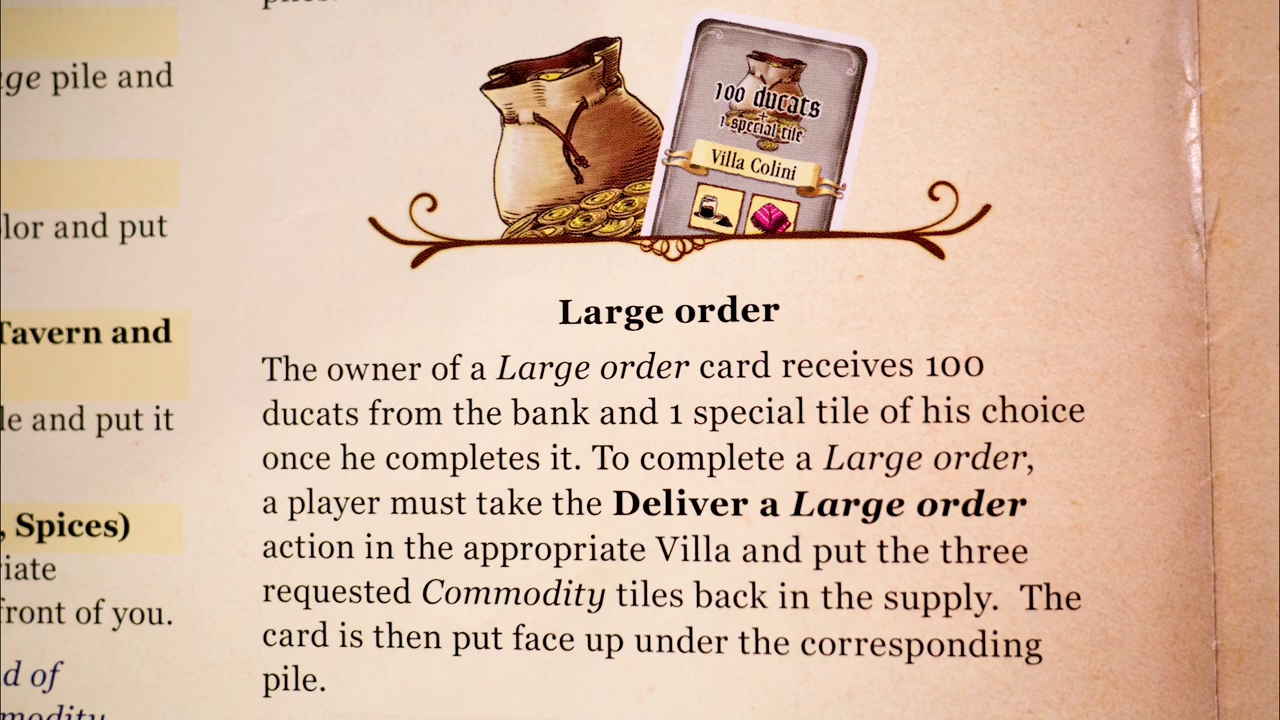 ge pile and
lor and put
Tavern and
le and put it
, Spices)
iate
front of you.
d of
100 ducats
+
1 special tile
Villa Colini
Large order
The owner of a Large order card receives 100
ducats from the bank and 1 special tile of his choice
once he completes it. To complete a Large order,
a player must take the Deliver a Large order
action in the appropriate Villa and put the three
requested Commodity tiles back in the supply.  The
card is then put face up under the corresponding
pile.